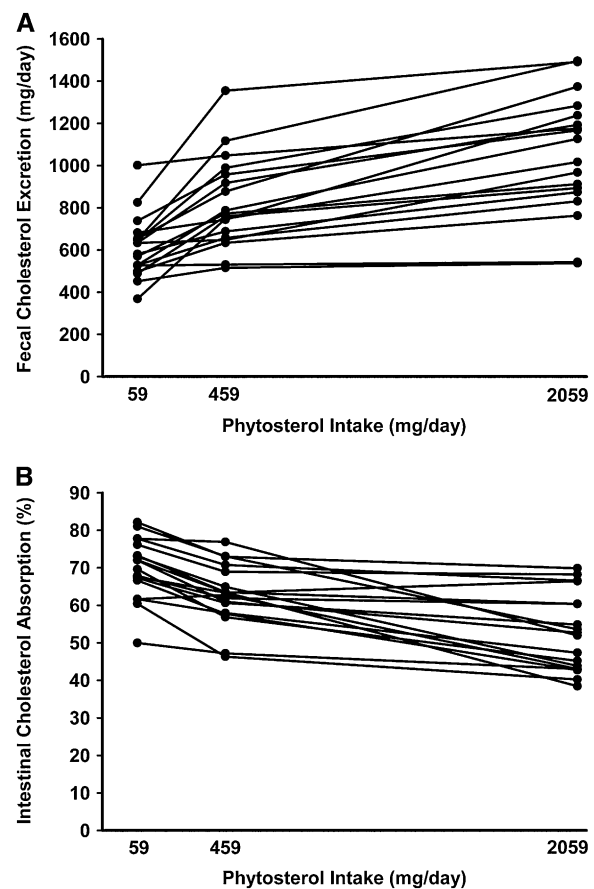 A
Fecal Cholesterol Excretion (mg/day)
1600
1400
1200
1000
800
600
400
200
0
59 459 2059
Phytosterol Intake (mg/day)
B
Intestinal Cholesterol Absorption (%)
90
80
70
60
50
40
30
20
10
0
59 459 2059
Phytosterol Intake (mg/day)